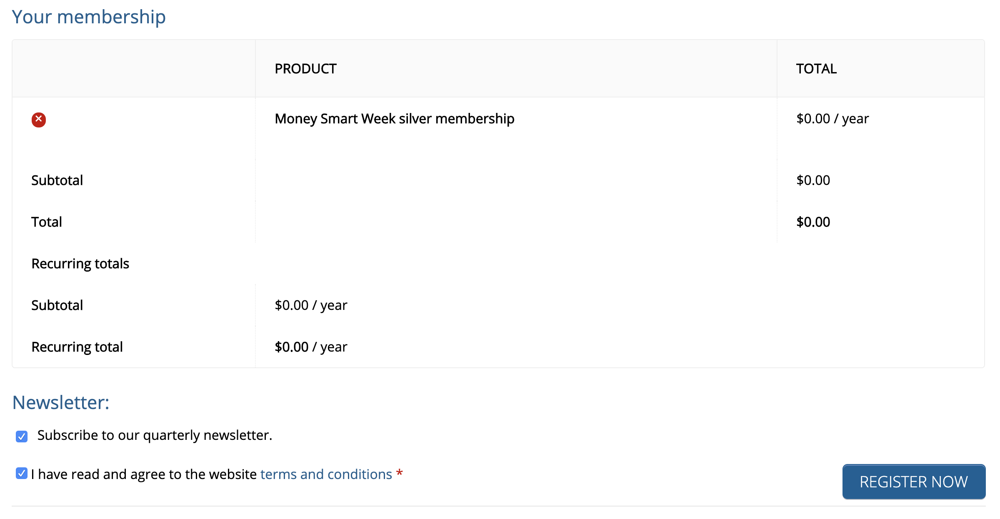 Your membership
PRODUCT TOTAL
Money Smart Week silver membership $0.00 / year
Subtotal $0.00
Total $0.00
Recurring totals
Subtotal $0.00 / year
Recurring total $0.00 / year
Newsletter:
Subscribe to our quarterly newsletter.
I have read and agree to the website terms and conditions *
REGISTER NOW